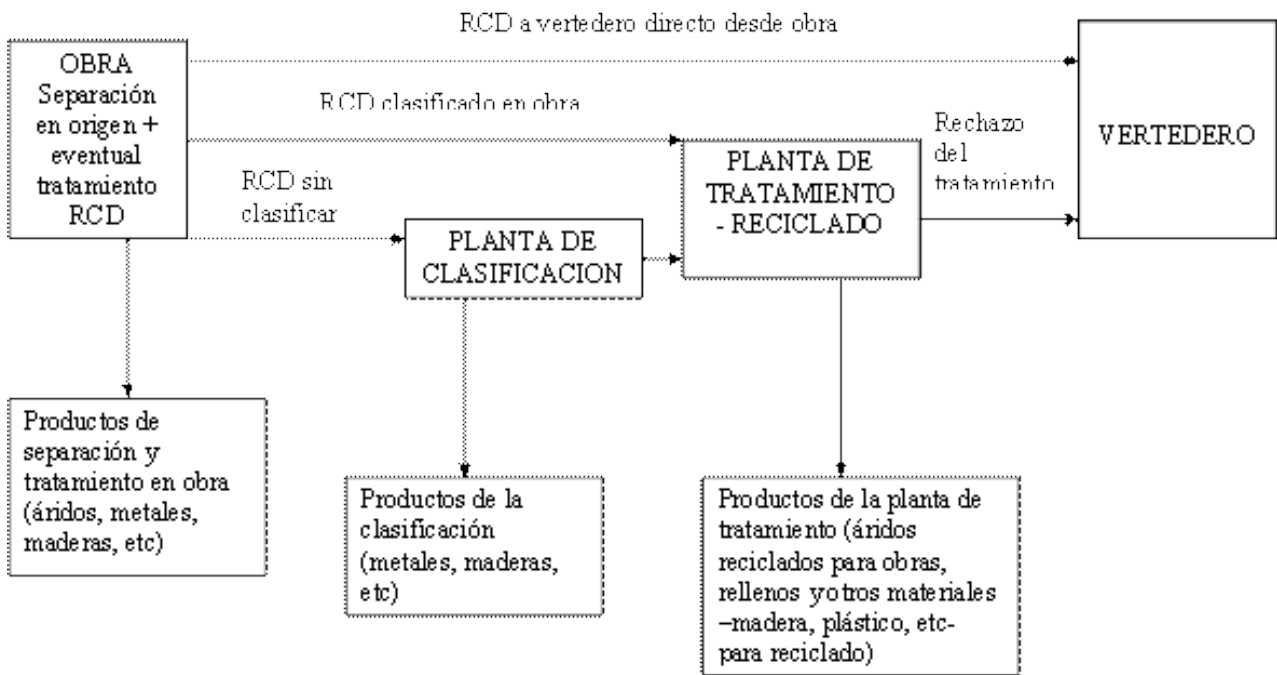 RCD a vertedero directo desde obra
OBRA
Separación
en origen +
eventual
tratamiento
RCD
RCD clasificado en obra
RCD sin
clasificar
PLANTA DE
CLASIFICACION
PLANTA DE
TRATAMIENTO
- RECICLADO
Rechazo
del
tratamiento
VERTEDERO
Productos de
separación y
tratamiento en obra
(áridos, metales,
maderas, etc)
Productos de la
clasificación
(metales, maderas,
etc)
Productos de la planta de
tratamiento (áridos
reciclados para obras,
rellenos y otros materiales
–madera, plástico, etc-
para reciclado)